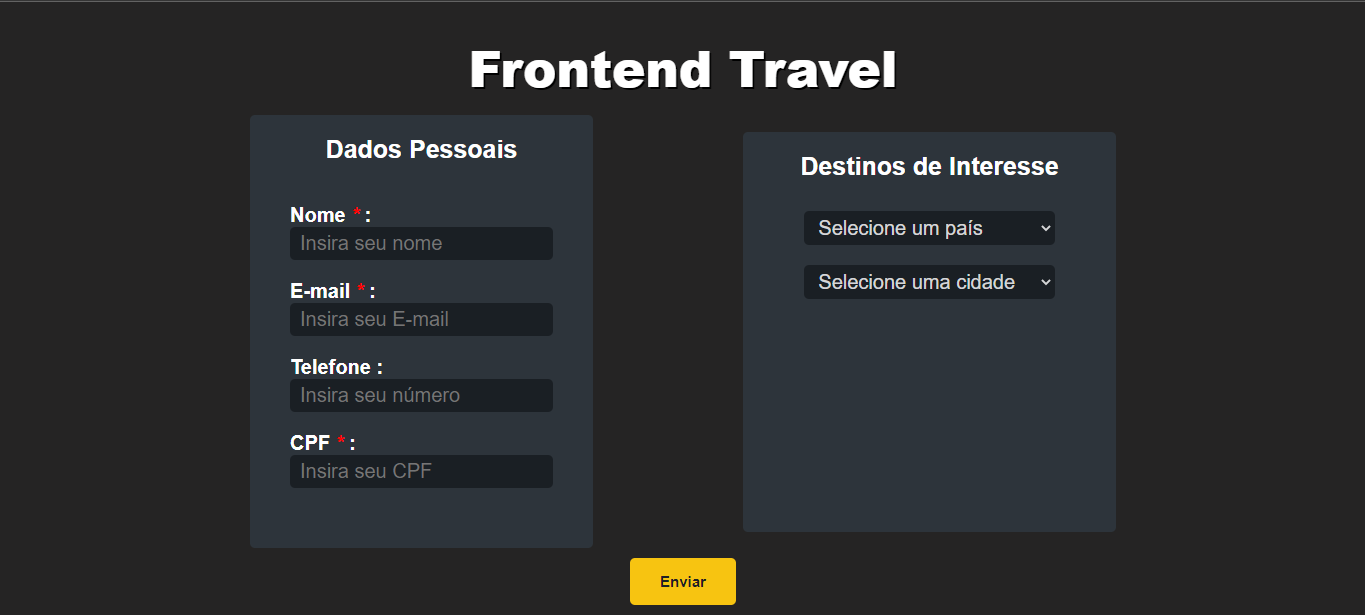 Frontend Travel
Dados Pessoais
Nome * :
Insira seu nome
E-mail * :
Insira seu E-mail
Telefone :
Insira seu número
CPF * :
Insira seu CPF
Destinos de Interesse
Selecione um país
Selecione uma cidade
Enviar